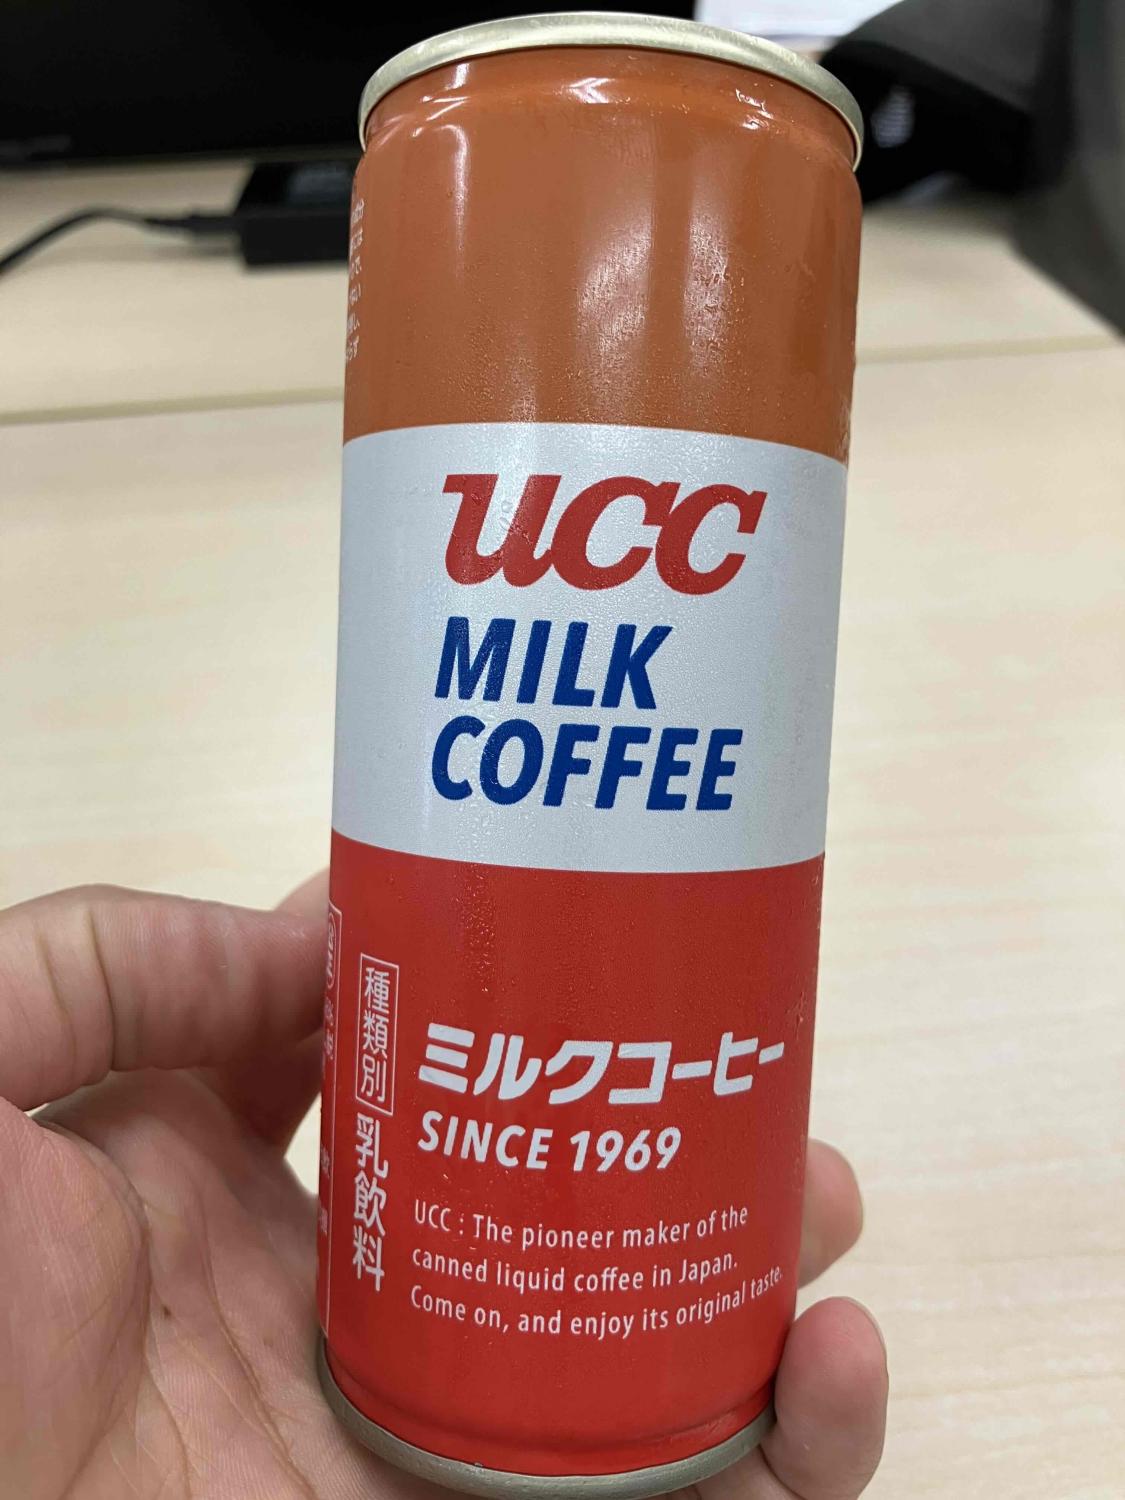 ucc
MILK
COFFEE
種類別 乳飲料
ミルクコーヒー
SINCE 1969
UCC : The pioneer maker of the
canned liquid coffee in Japan.
Come on, and enjoy its original taste.